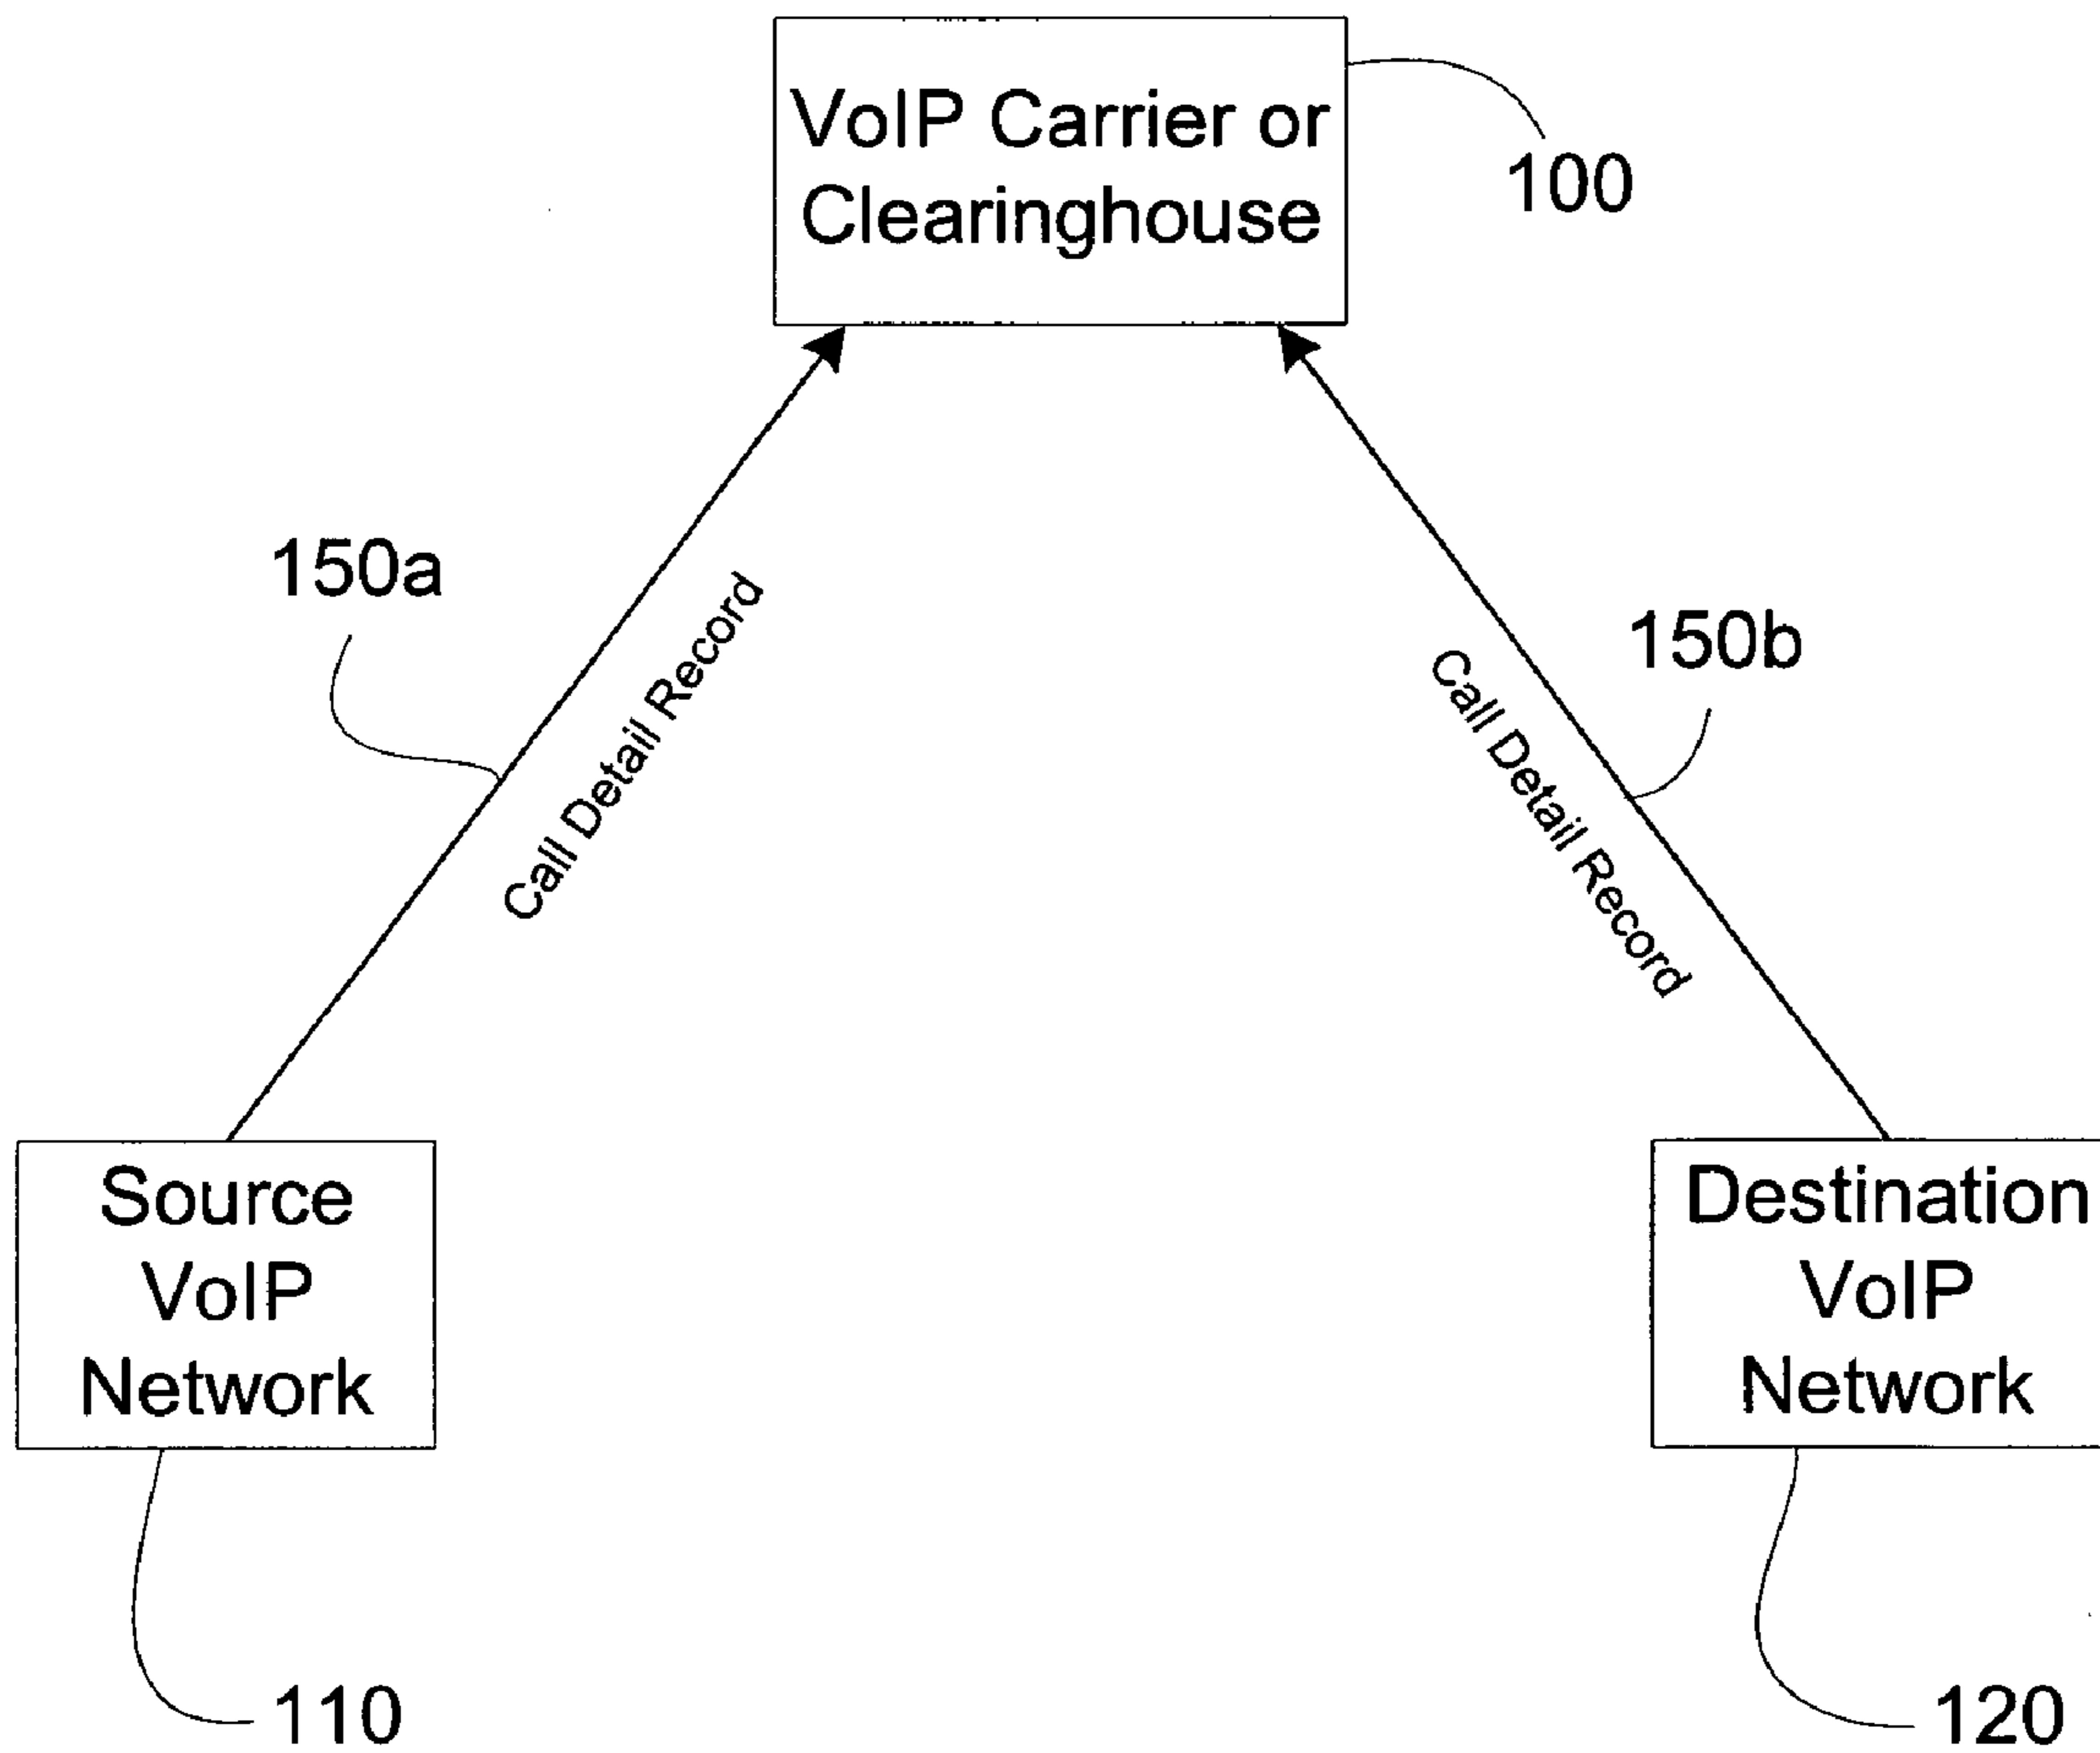 VoIP Carrier or
Clearinghouse
100
150a
Call Detail Record
150b
Call Detail Record
Source
VoIP
Network
Destination
VoIP
Network
110
120